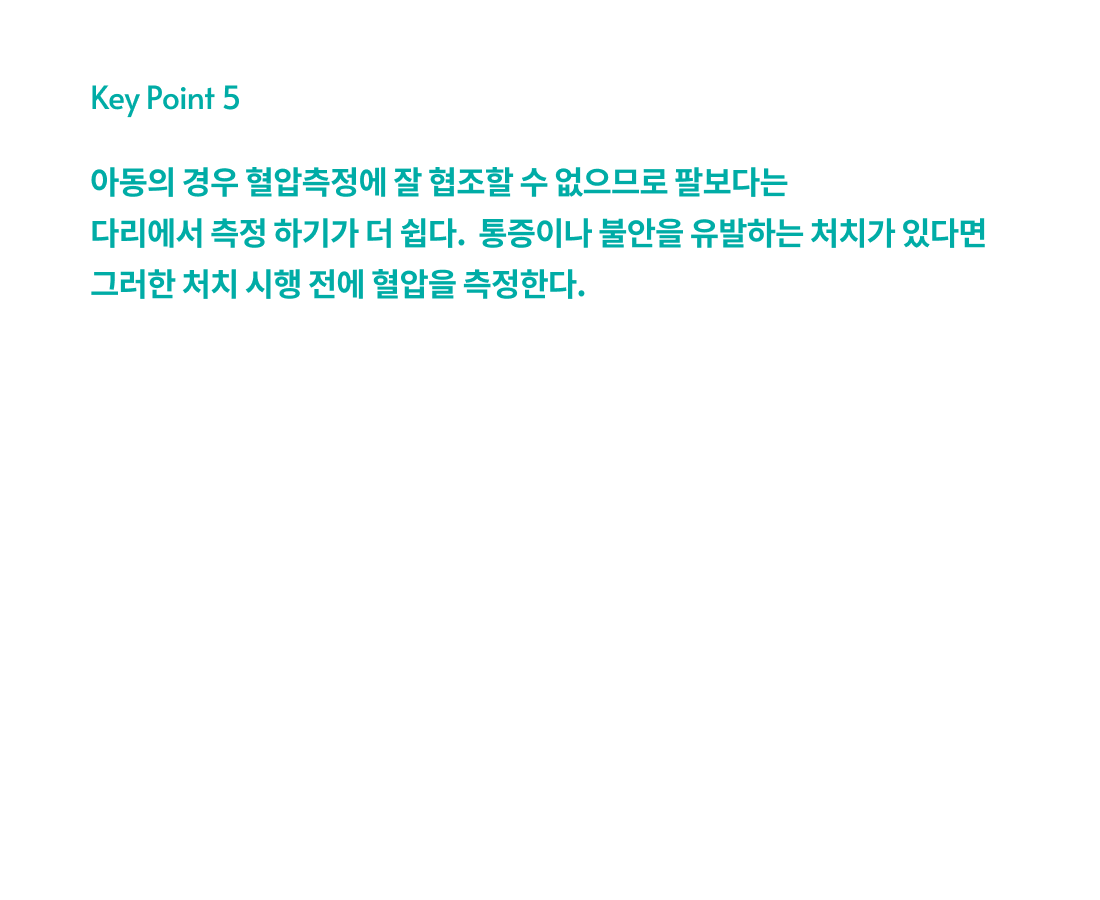 Key Point 5
아동의 경우 혈압측정에 잘 협조할 수 없으므로 팔보다는
다리에서 측정 하기가 더 쉽다.  통증이나 불안을 유발하는 처치가 있다면
그러한 처치 시행 전에 혈압을 측정한다.